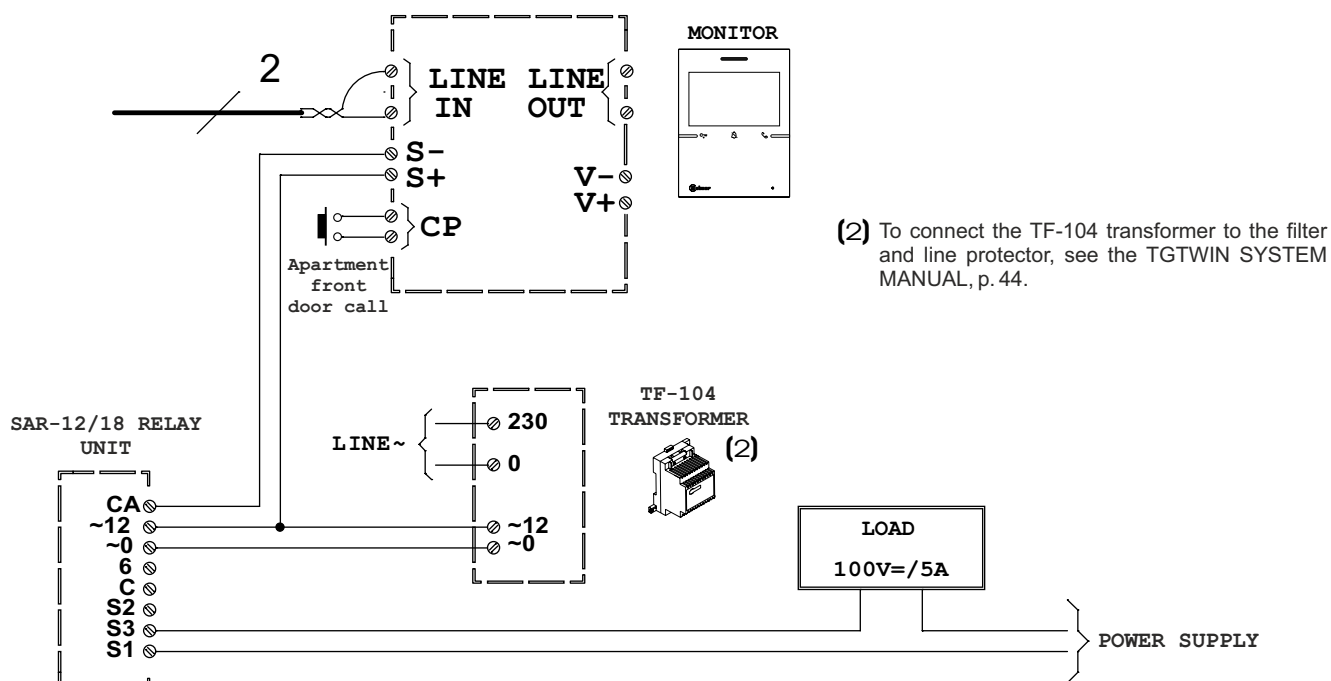 MONITOR
2
LINE IN
LINE OUT
S-
S+
V-
V+
CP
Apartment
front
door call
(2) To connect the TF-104 transformer to the filter
and line protector, see the TGTWIN SYSTEM
MANUAL, p. 44.
SAR-12/18 RELAY
UNIT
CA
~12
~0
6
C
S2
S3
S1
LINE~
230
0
~12
~0
TF-104
TRANSFORMER
(2)
LOAD
100V=/5A
POWER SUPPLY